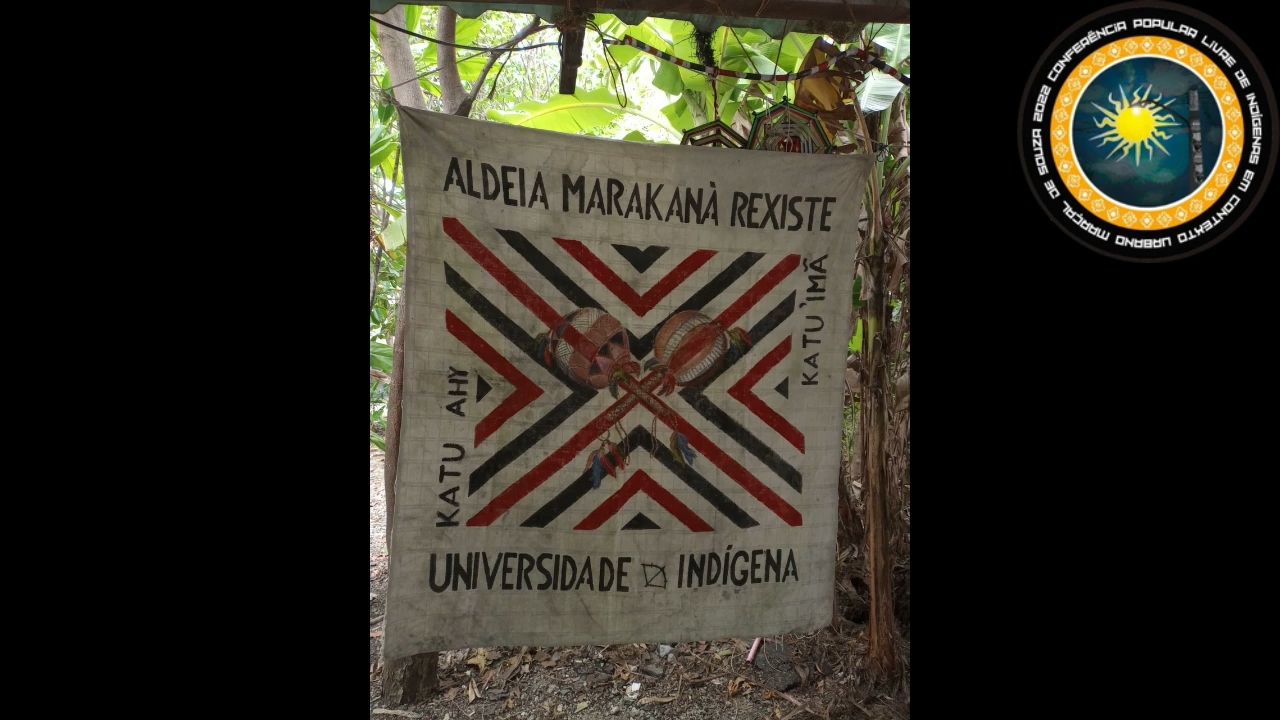 ALDEIA MARAKANÀ REXISTE
KATU AHY
KATU 'IMÃ
UNIVERSIDADE INDÍGENA
CONFERÊNCIA POPULAR LIVRE DE INDÍGENAS EM CONTEXTO URBANO MARÇAL DE SOUZA 2022